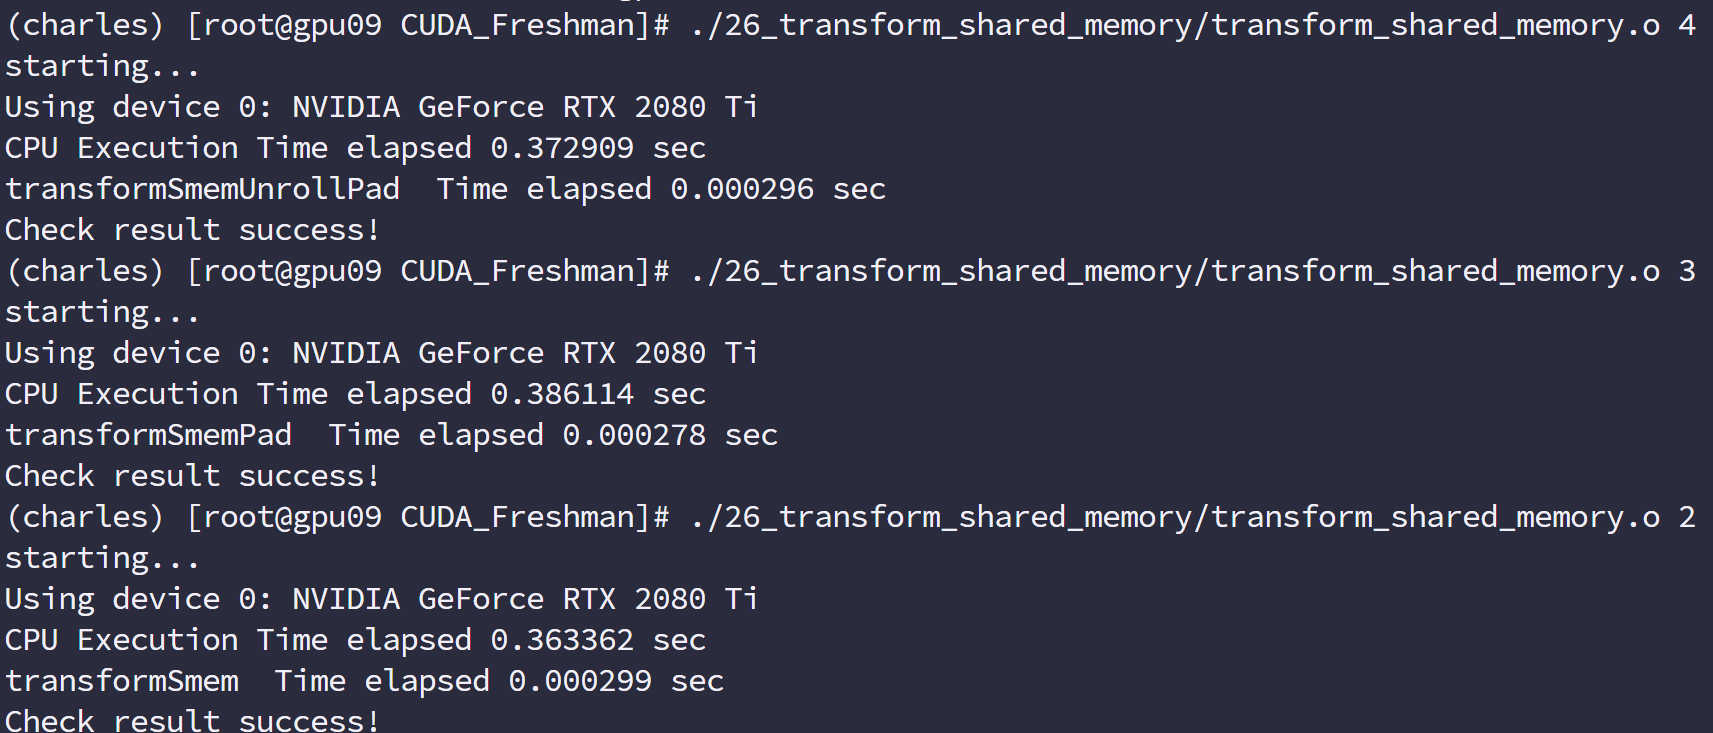 (charles) [root@gpu09 CUDA_Freshman]# ./26_transform_shared_memory/transform_shared_memory.o 4
starting...
Using device 0: NVIDIA GeForce RTX 2080 Ti
CPU Execution Time elapsed 0.372909 sec
transformSmemUnrollPad  Time elapsed 0.000296 sec
Check result success!
(charles) [root@gpu09 CUDA_Freshman]# ./26_transform_shared_memory/transform_shared_memory.o 3
starting...
Using device 0: NVIDIA GeForce RTX 2080 Ti
CPU Execution Time elapsed 0.386114 sec
transformSmemPad  Time elapsed 0.000278 sec
Check result success!
(charles) [root@gpu09 CUDA_Freshman]# ./26_transform_shared_memory/transform_shared_memory.o 2
starting...
Using device 0: NVIDIA GeForce RTX 2080 Ti
CPU Execution Time elapsed 0.363362 sec
transformSmem  Time elapsed 0.000299 sec
Check result success!